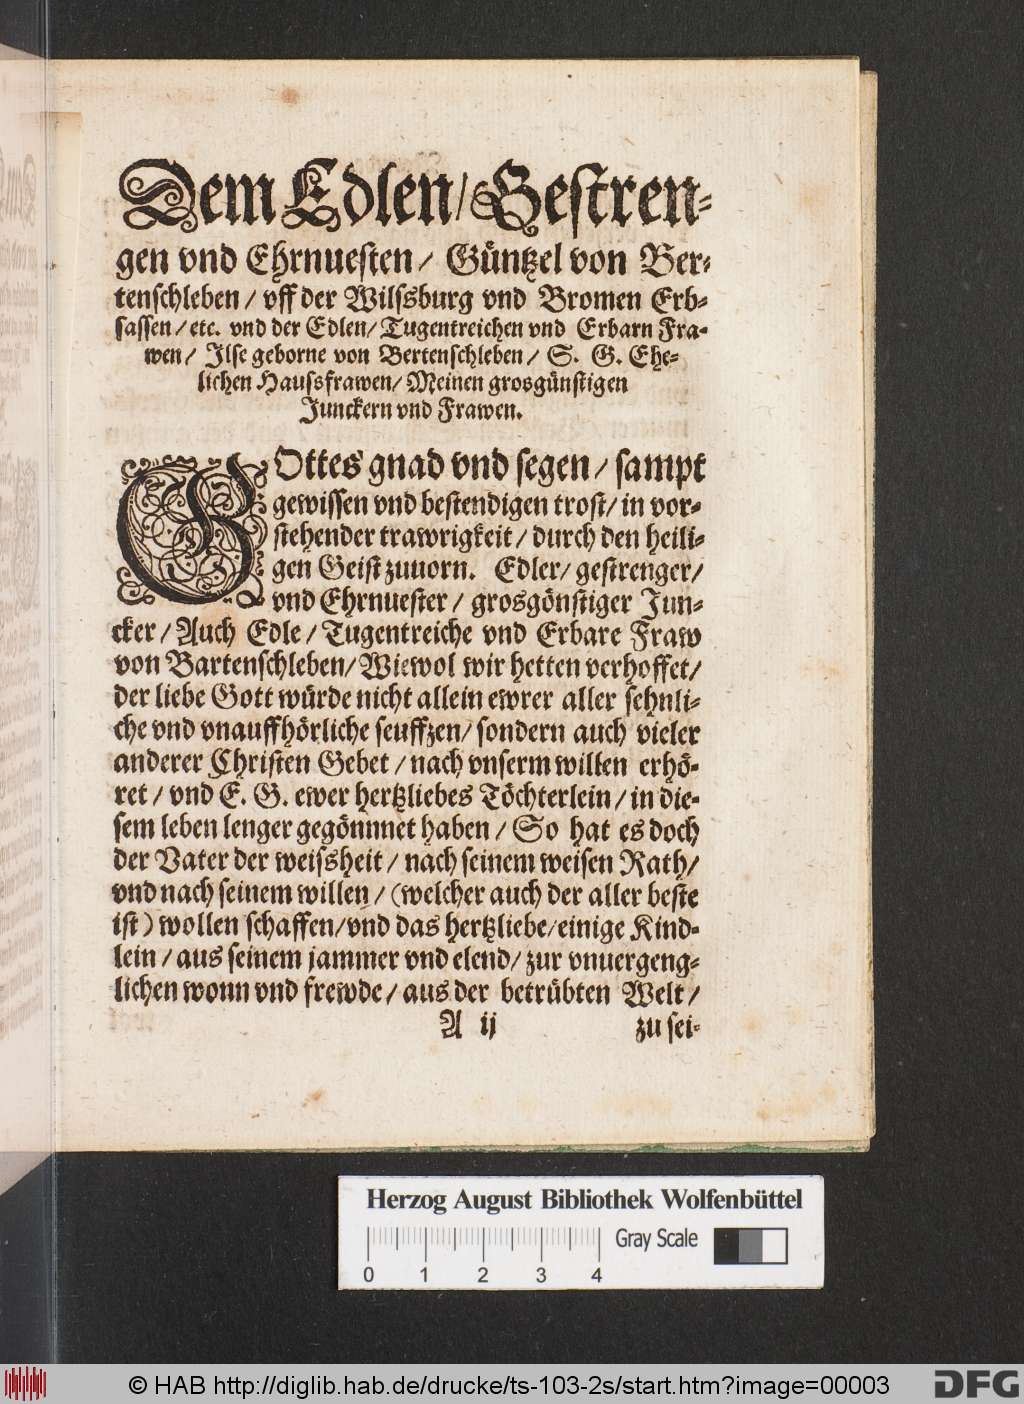 Dem Edlen/ Gestren-
gen vnd Ehrnuesten/ Güntzel von Ber-
tenschleben/ vff der Wilssburg vnd Bromen Erb-
sassen/ etc. vnd der Edlen/ Tugentreichen vnd Erbarn Fra-
wen/ Ilse geborne von Bertenschleben/ S. G. Ehe-
lichen Haussfrawen/ Meinen grosgünstigen
Junckern vnd Frawen.
GOttes gnad vnd segen/ sampt
gewissen vnd bestendigen trost/ in vor-
stehender trawrigkeit/ durch den heili-
gen Geist zuuorn. Edler/ gestrenger/
vnd Ehrnuester/ grosgönstiger Jun-
cker/ Auch Edle/ Tugentreiche vnd Erbare Fraw
von Bartenschleben/ Wiewol wir hetten verhoffet/
der liebe Gott würde nicht allein ewrer aller sehnli-
che vnd vnauffhörliche seuffzen/ sondern auch vieler
anderer Christen Gebet/ nach vnserm willen erhö-
ret/ vnd E. G. ewer hertzliebes Töchterlein/ in die-
sem leben lenger gegönnnet haben/ So hat es doch
der Vater der weissheit/ nach seinem weisen Rath/
vnd nach seinem willen/ (welcher auch der aller beste
ist) wollen schaffen/ vnd das hertzliebe/ einige Kind-
lein/ aus seinem jammer vnd elend/ zur vnuergeng-
lichen wonn vnd frewde/ aus der betrübten Welt/
A ij zu sei-
Herzog August Bibliothek Wolfenbüttel
Gray Scale
0 1 2 3 4
© HAB http://diglib.hab.de/drucke/ts-103-2s/start.htm?image=00003
DFG